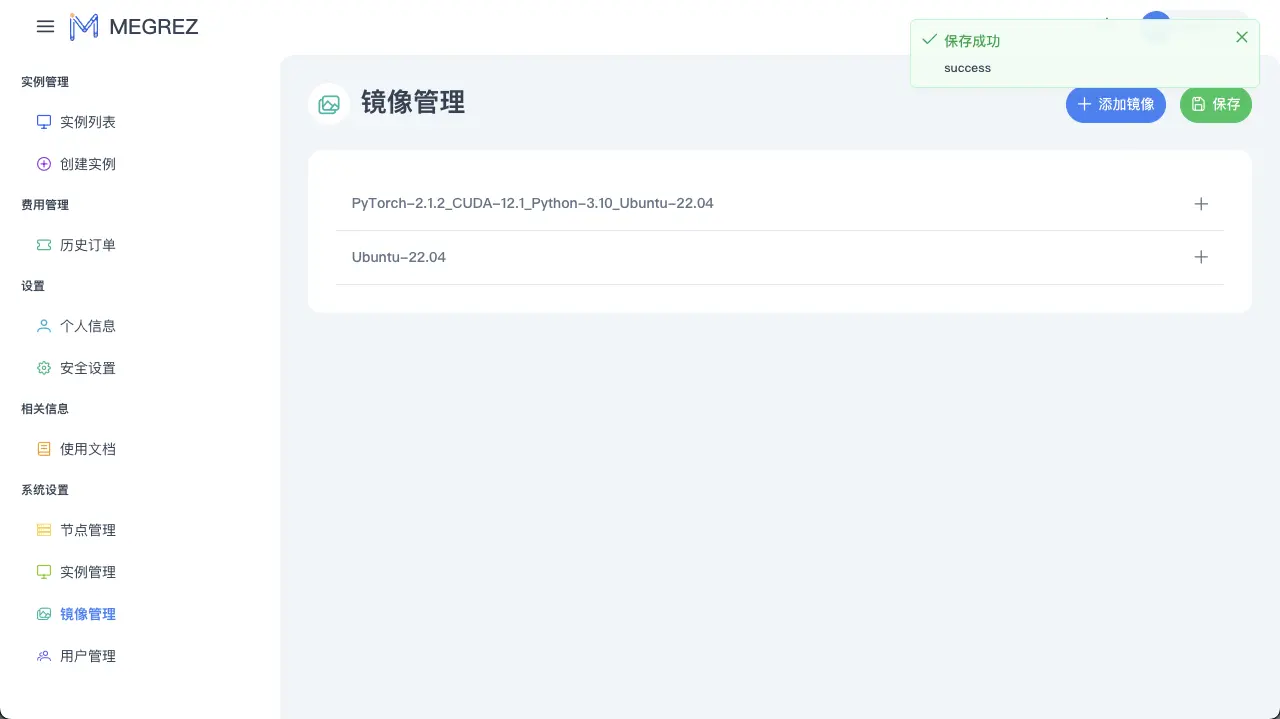 MEGREZ
保存成功
success
实例管理
实例列表
创建实例
费用管理
历史订单
设置
个人信息
安全设置
相关信息
使用文档
系统设置
节点管理
实例管理
镜像管理
用户管理
镜像管理
添加镜像
保存
PyTorch-2.1.2_CUDA-12.1_Python-3.10_Ubuntu-22.04
Ubuntu-22.04